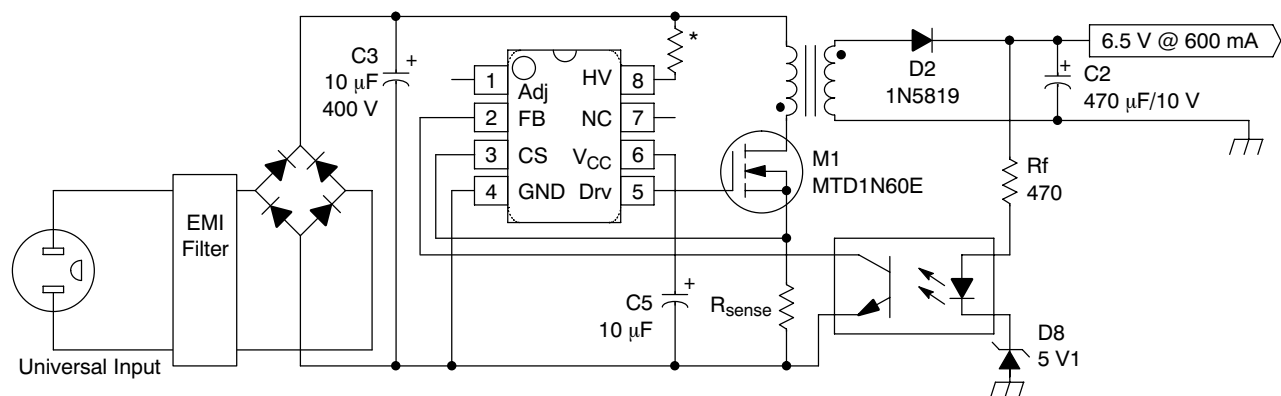 C3
10 μF
400 V
+
*
1
Adj
HV
8
2
FB
NC
7
3
CS
VCC
6
4
GND
Drv
5
D2
1N5819
6.5 V @ 600 mA
+
C2
470 μF/10 V
M1
MTD1N60E
Rf
470
EMI
Filter
Universal Input
C5
10 μF
+
Rsense
D8
5 V1